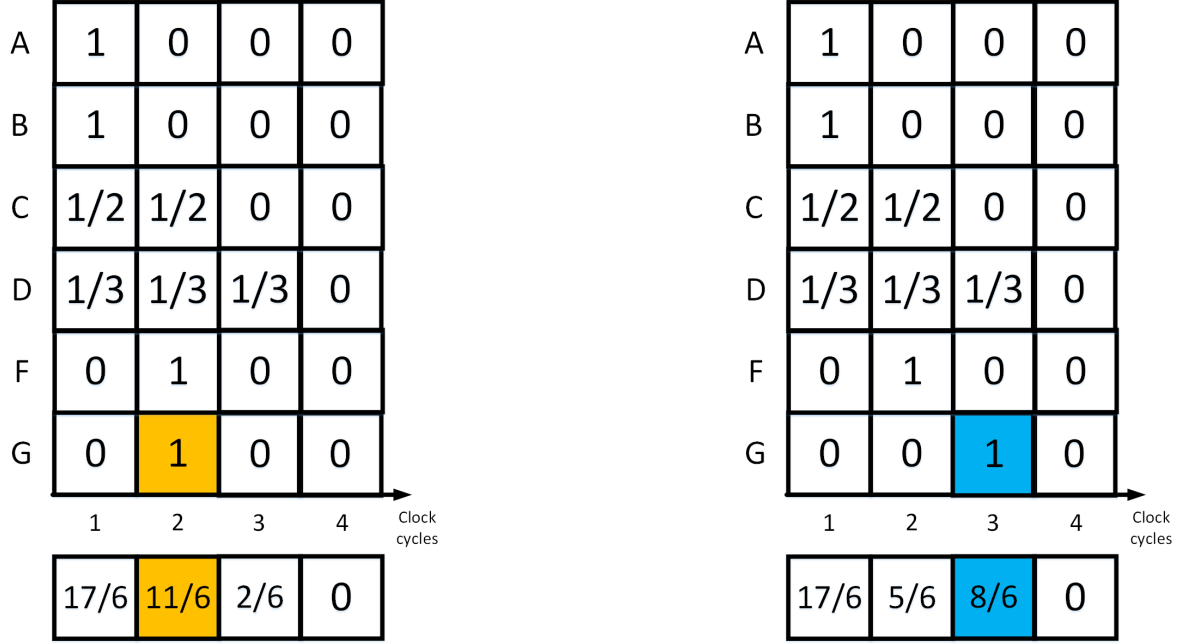 A 1 0 0 0
B 1 0 0 0
C 1/2 1/2 0 0
D 1/3 1/3 1/3 0
F 0 1 0 0
G 0 1 0 0
1 2 3 4 Clock
cycles
17/6 11/6 2/6 0
A 1 0 0 0
B 1 0 0 0
C 1/2 1/2 0 0
D 1/3 1/3 1/3 0
F 0 1 0 0
G 0 0 1 0
1 2 3 4 Clock
cycles
17/6 5/6 8/6 0